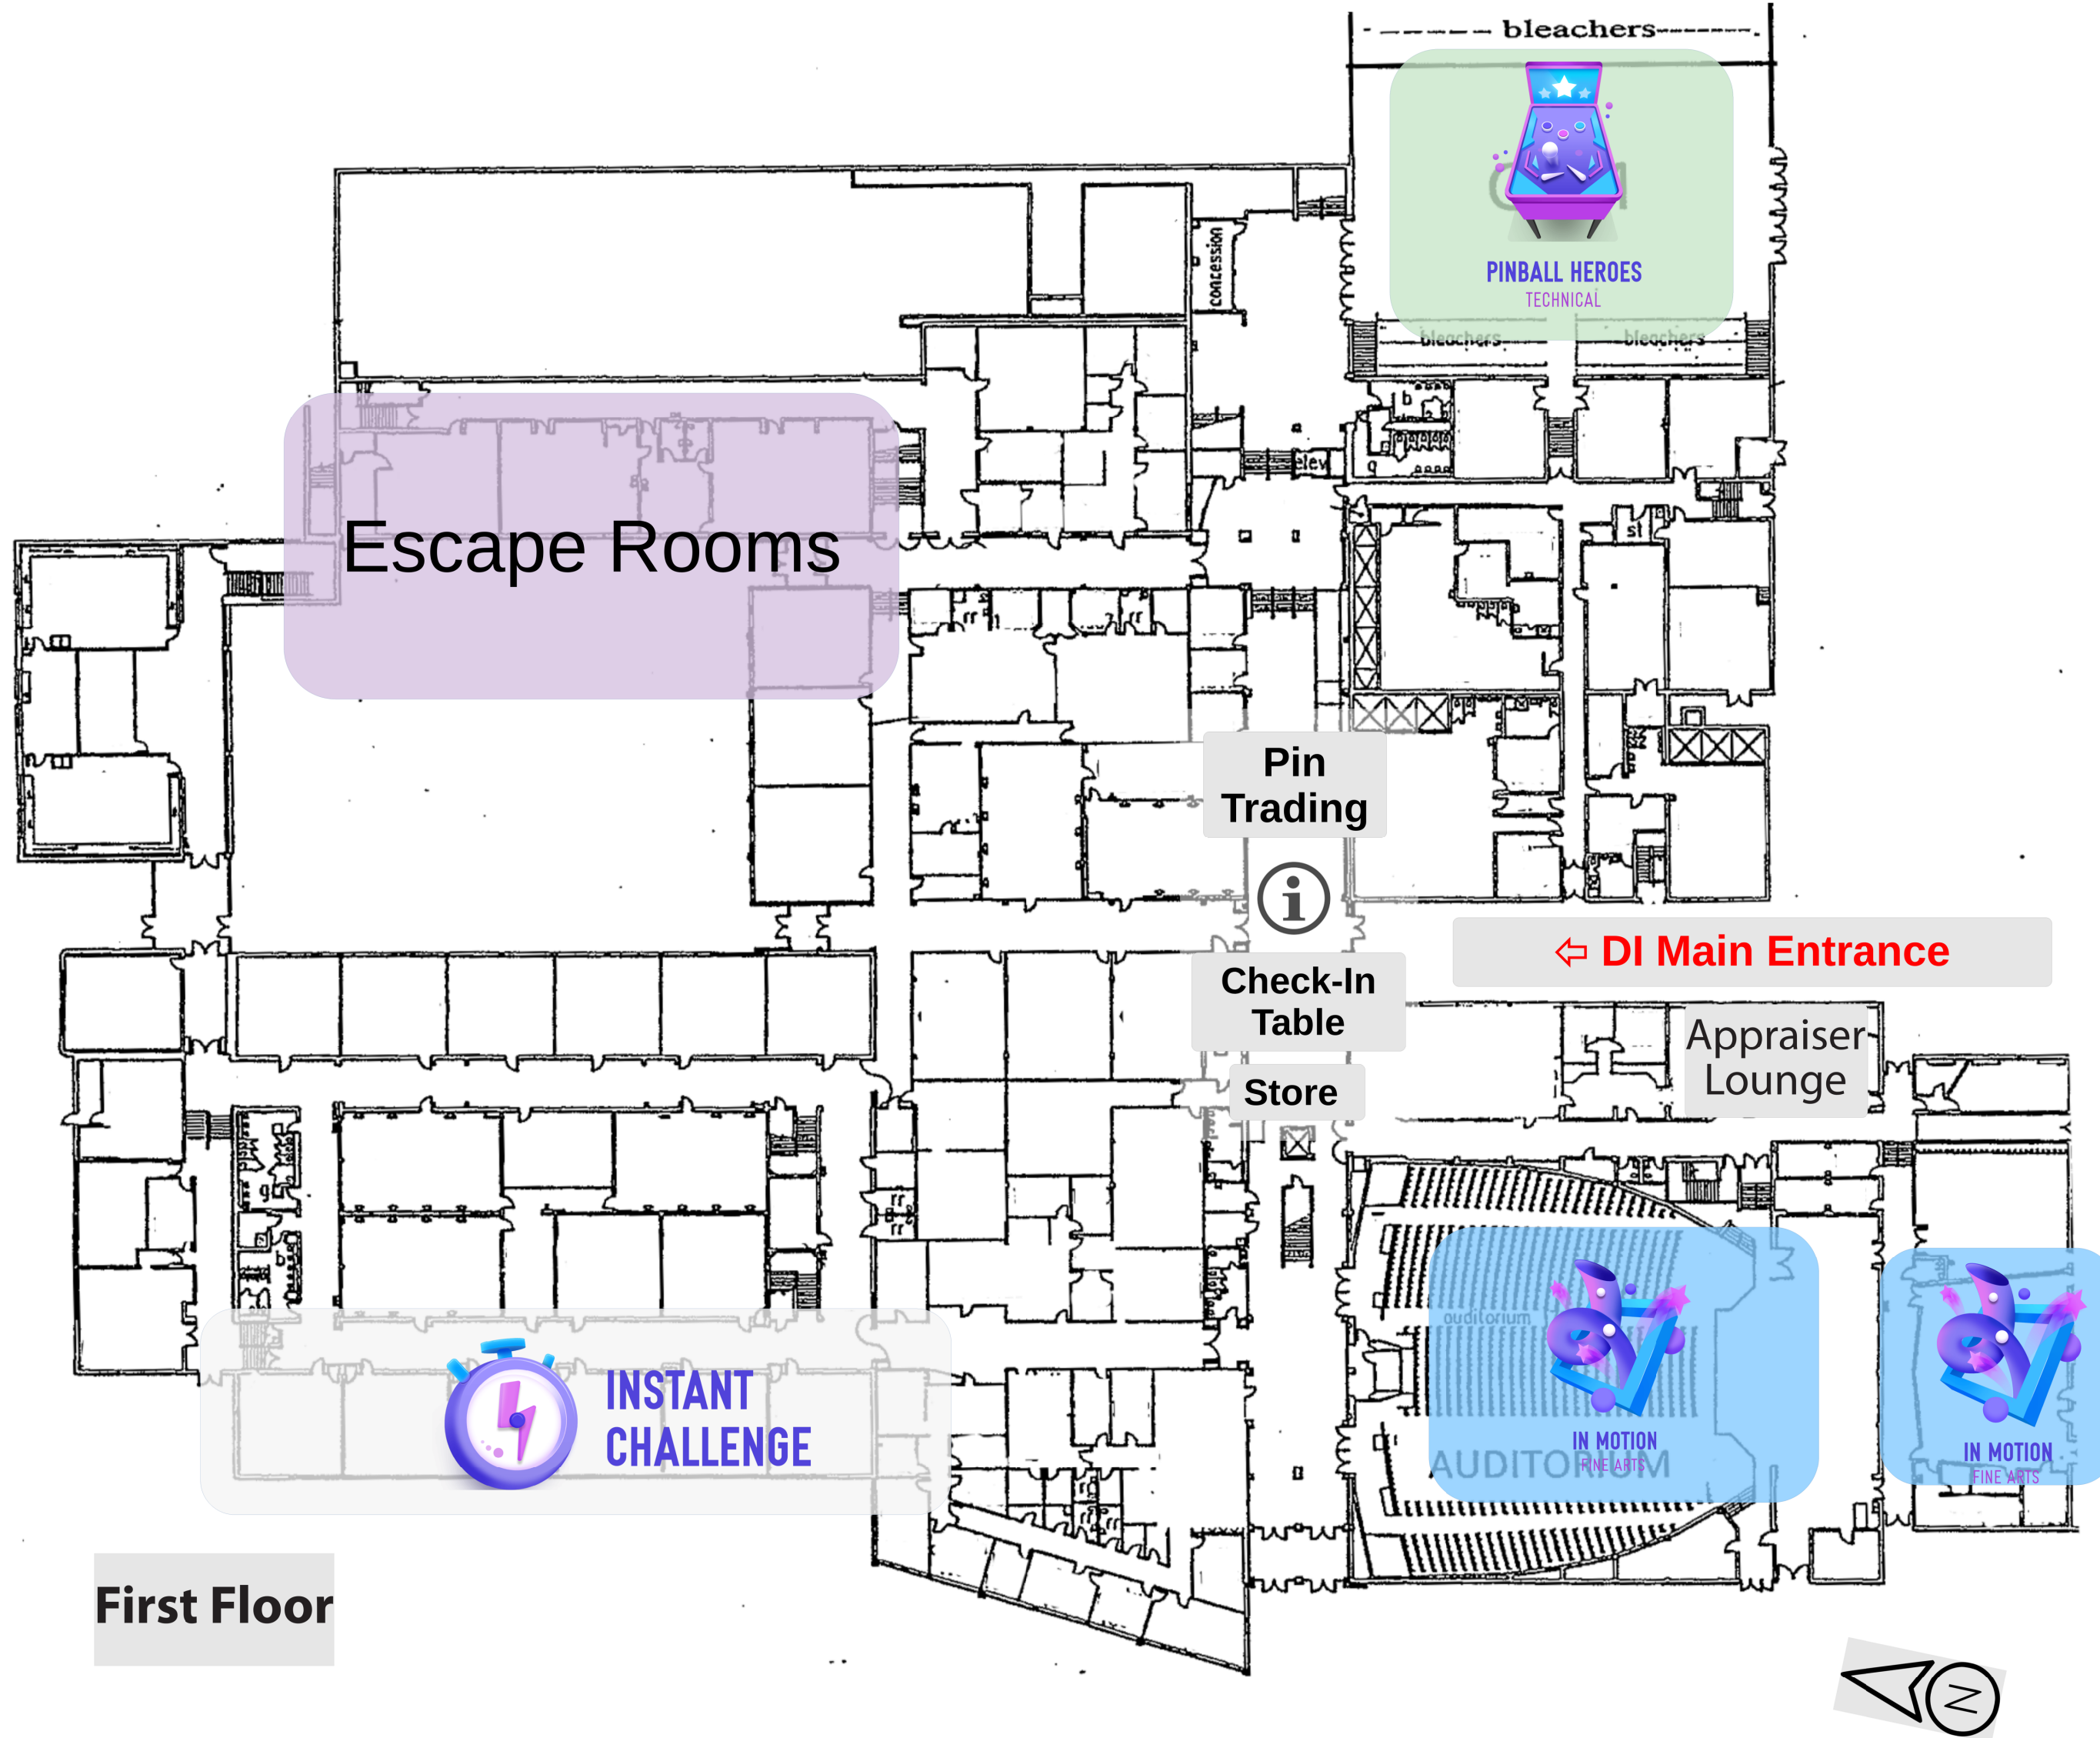 bleachers
PINBALL HEROES
TECHNICAL
bleachers
bleachers
concession
b
elev
g
st
Escape Rooms
Pin
Trading
i
⇦ DI Main Entrance
Check-In
Table
Appraiser
Lounge
Store
auditorium
AUDITORIUM
IN MOTION
FINE ARTS
IN MOTION
FINE ARTS
INSTANT
CHALLENGE
First Floor
N